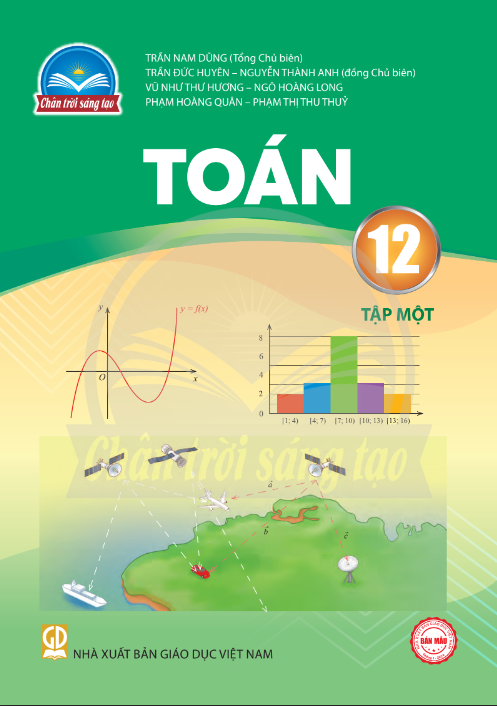 TRẦN NAM DŨNG (Tổng Chủ biên)
TRẦN ĐỨC HUYÊN – NGUYỄN THÀNH ANH (đồng Chủ biên)
VŨ NHƯ THƯ HƯƠNG – NGÔ HOÀNG LONG
PHẠM HOÀNG QUÂN – PHẠM THỊ THU THUỶ
Chân trời sáng tạo
TOÁN
12
TẬP MỘT
y
y = f(x)
O
x
8
6
4
2
0
[1; 4) [4; 7) [7; 10) [10; 13) [13; 16)
Chân trời sáng tạo
a
b
c
GD
NHÀ XUẤT BẢN GIÁO DỤC VIỆT NAM
BẢN MẪU